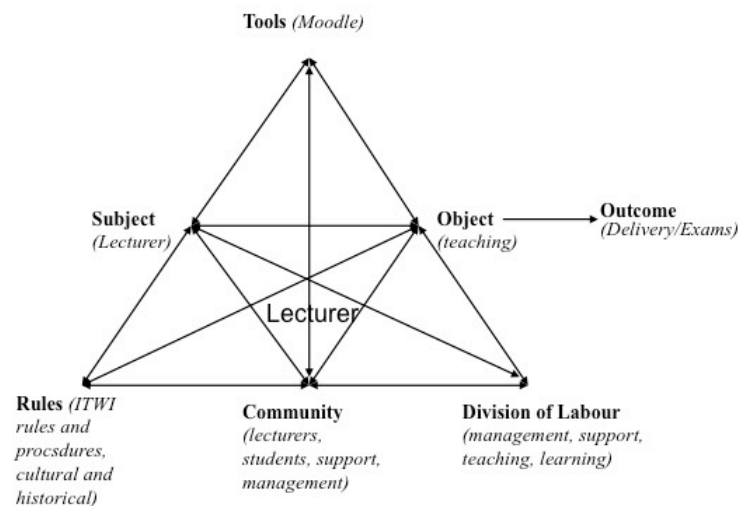 Tools (Moodle)
Subject
(Lecturer)
Object
(teaching)
Outcome
(Delivery/Exams)
Lecturer
Rules (ITWI
rules and
procsdures,
cultural and
historical)
Community
(lecturers,
students, support,
management)
Division of Labour
(management, support,
teaching, learning)